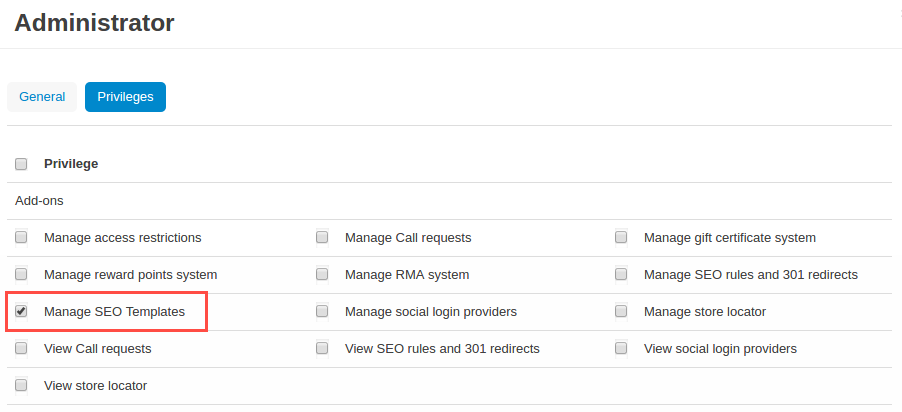 Administrator
General Privileges
Privilege
Add-ons
Manage access restrictions Manage Call requests Manage gift certificate system
Manage reward points system Manage RMA system Manage SEO rules and 301 redirects
Manage SEO Templates Manage social login providers Manage store locator
View Call requests View SEO rules and 301 redirects View social login providers
View store locator